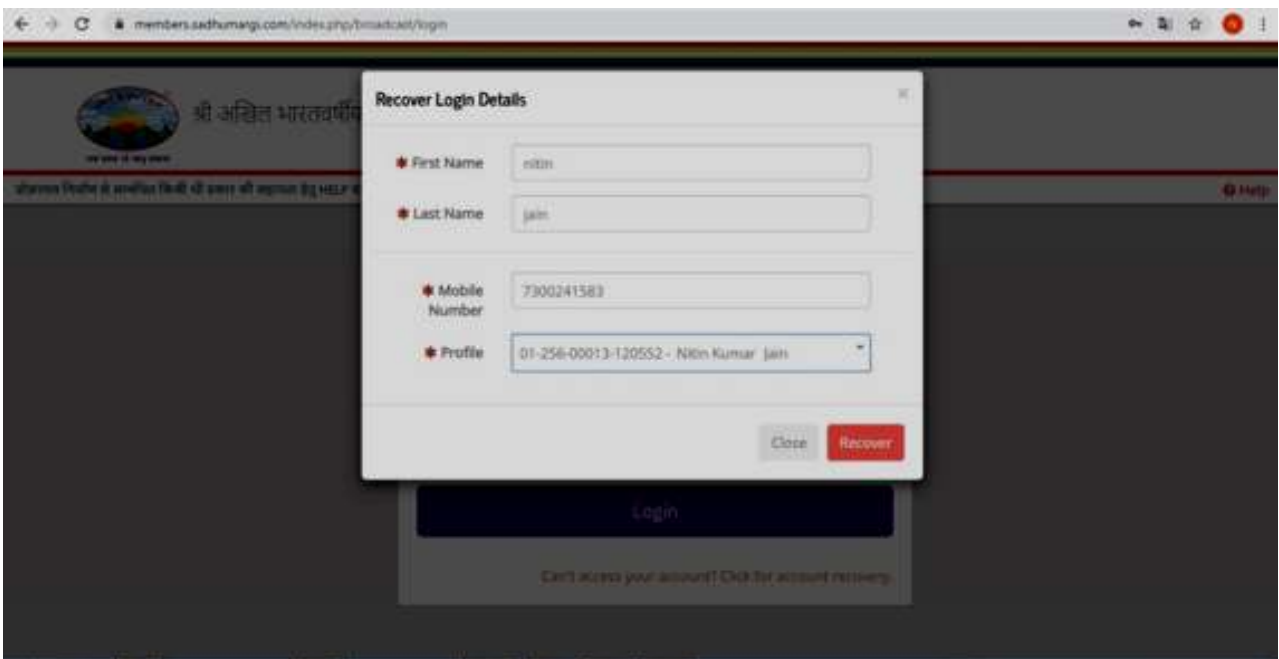 members.sadhumargi.com/index.php/broadcast/login
श्री अखिल भारतवर्षीय
Recover Login Details
×
✱ First Name
nitin
✱ Last Name
jain
✱ Mobile Number
7300241583
✱ Profile
01-256-00013-120552 - Nitin Kumar Jain
Close
Recover
Help
Login
Can't access your account? Click for account recovery.